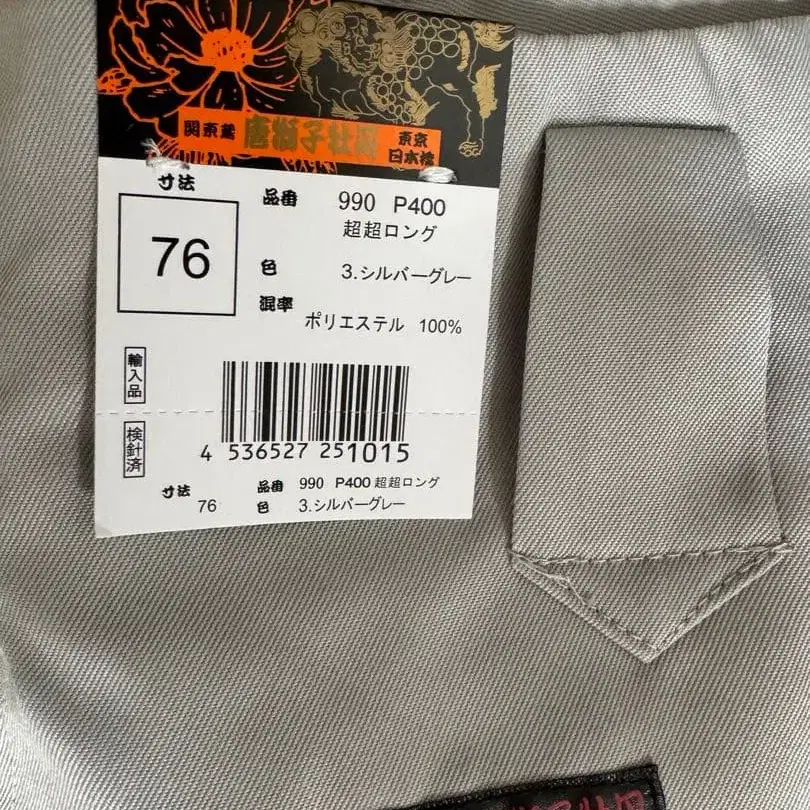 関東鳶 唐獅子牡丹 東京
日本橋
寸法
76
品番 990 P400
超超ロング
色 3.シルバーグレー
混率
ポリエステル 100%
輸入品
検針済
4 536527 251015
寸法 76
品番 990 P400 超超ロング
色 3.シルバーグレー